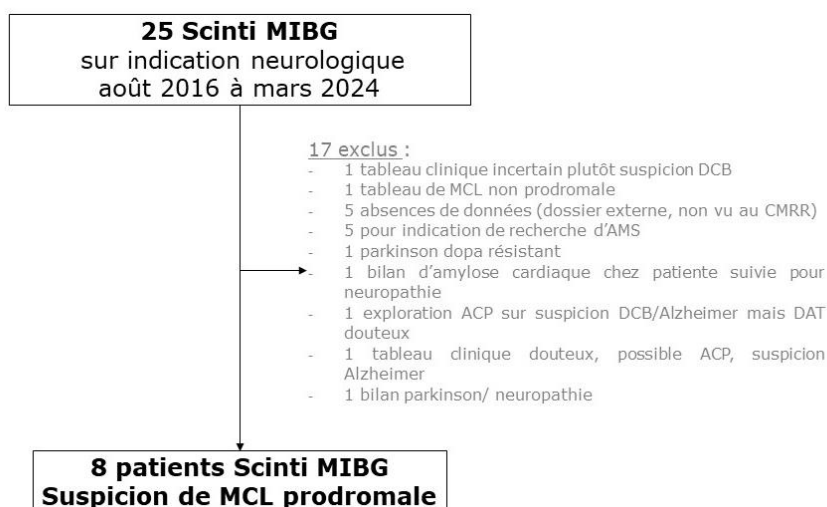 25 Scinti MIBG
sur indication neurologique
août 2016 à mars 2024
17 exclus :
- 1 tableau clinique incertain plutôt suspicion DCB
- 1 tableau de MCL non prodromale
- 5 absences de données (dossier externe, non vu au CMRR)
- 5 pour indication de recherche d’AMS
- 1 parkinson dopa résistant
- 1 bilan d’amylose cardiaque chez patiente suivie pour
neuropathie
- 1 exploration ACP sur suspicion DCB/Alzheimer mais DAT
douteux
- 1 tableau clinique douteux, possible ACP, suspicion
Alzheimer
- 1 bilan parkinson/ neuropathie
8 patients Scinti MIBG
Suspicion de MCL prodromale